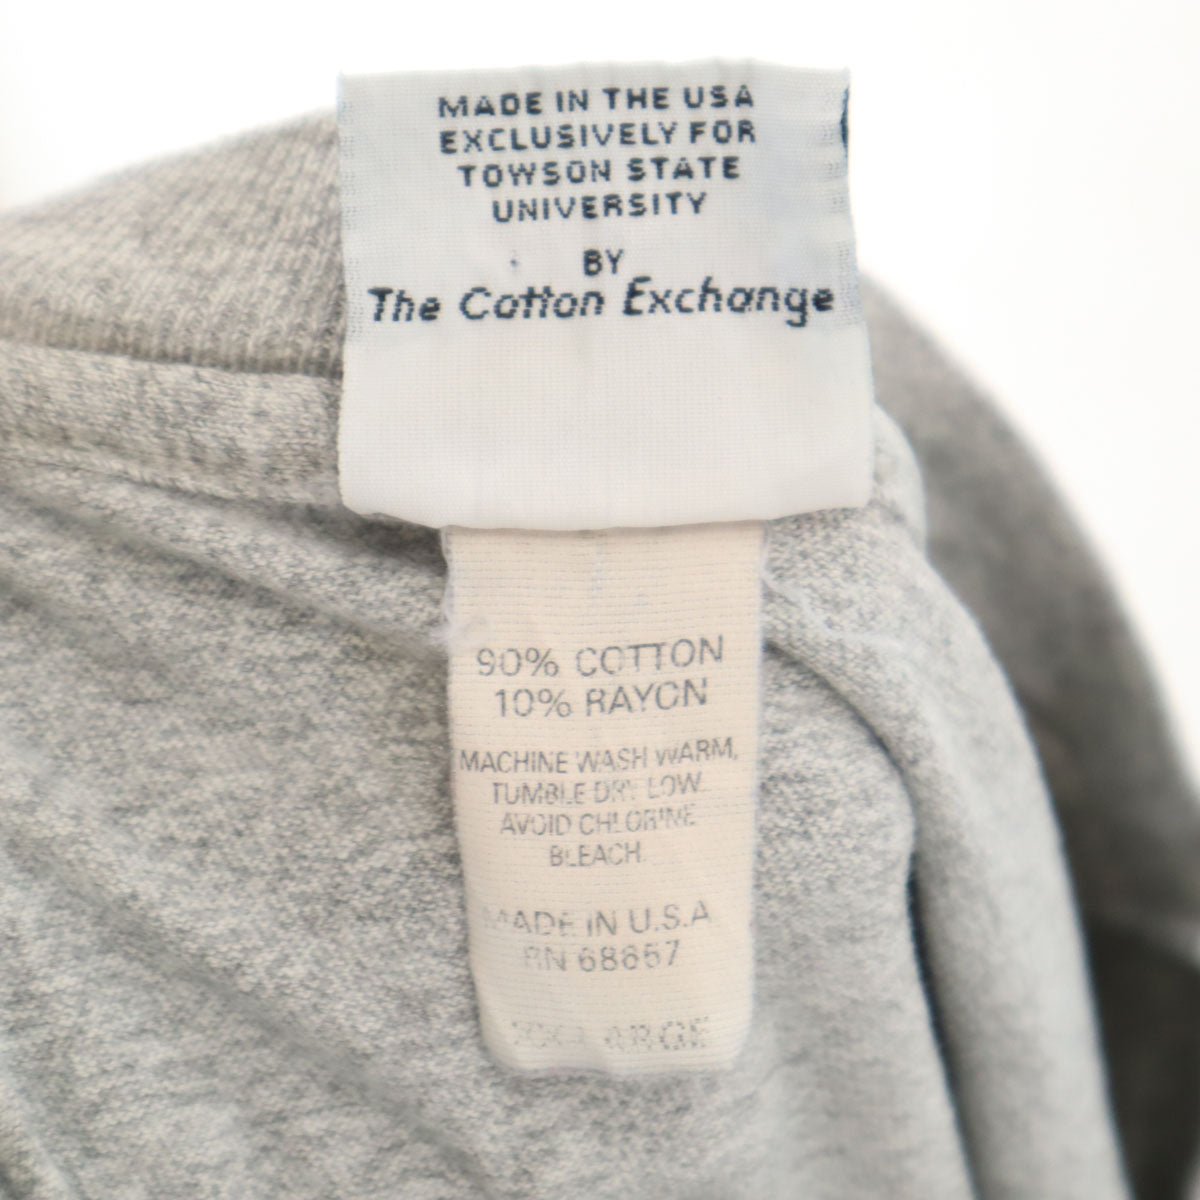 MADE IN THE USA
EXCLUSIVELY FOR
TOWSON STATE
UNIVERSITY
BY
The Cotton Exchange
90% COTTON
10% RAYON
MACHINE WASH WARM,
TUMBLE DRY LOW.
AVOID CHLORINE
BLEACH.
MADE IN U.S.A.
RN 68657